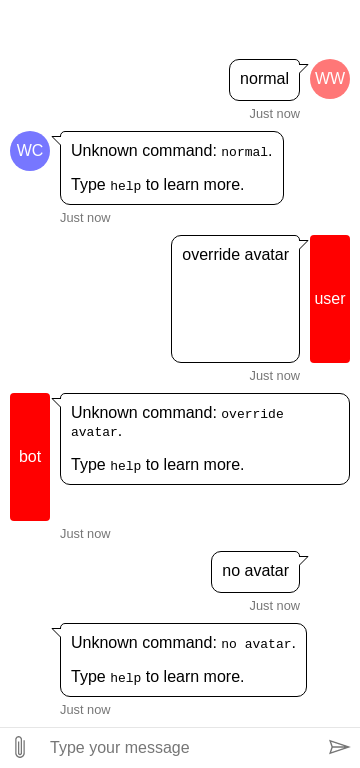 normal
WW
Just now
WC
Unknown command: normal.
Type help to learn more.
Just now
override avatar
user
Just now
Unknown command: override
avatar.
bot
Type help to learn more.
Just now
no avatar
Just now
Unknown command: no avatar.
Type help to learn more.
Just now
Type your message